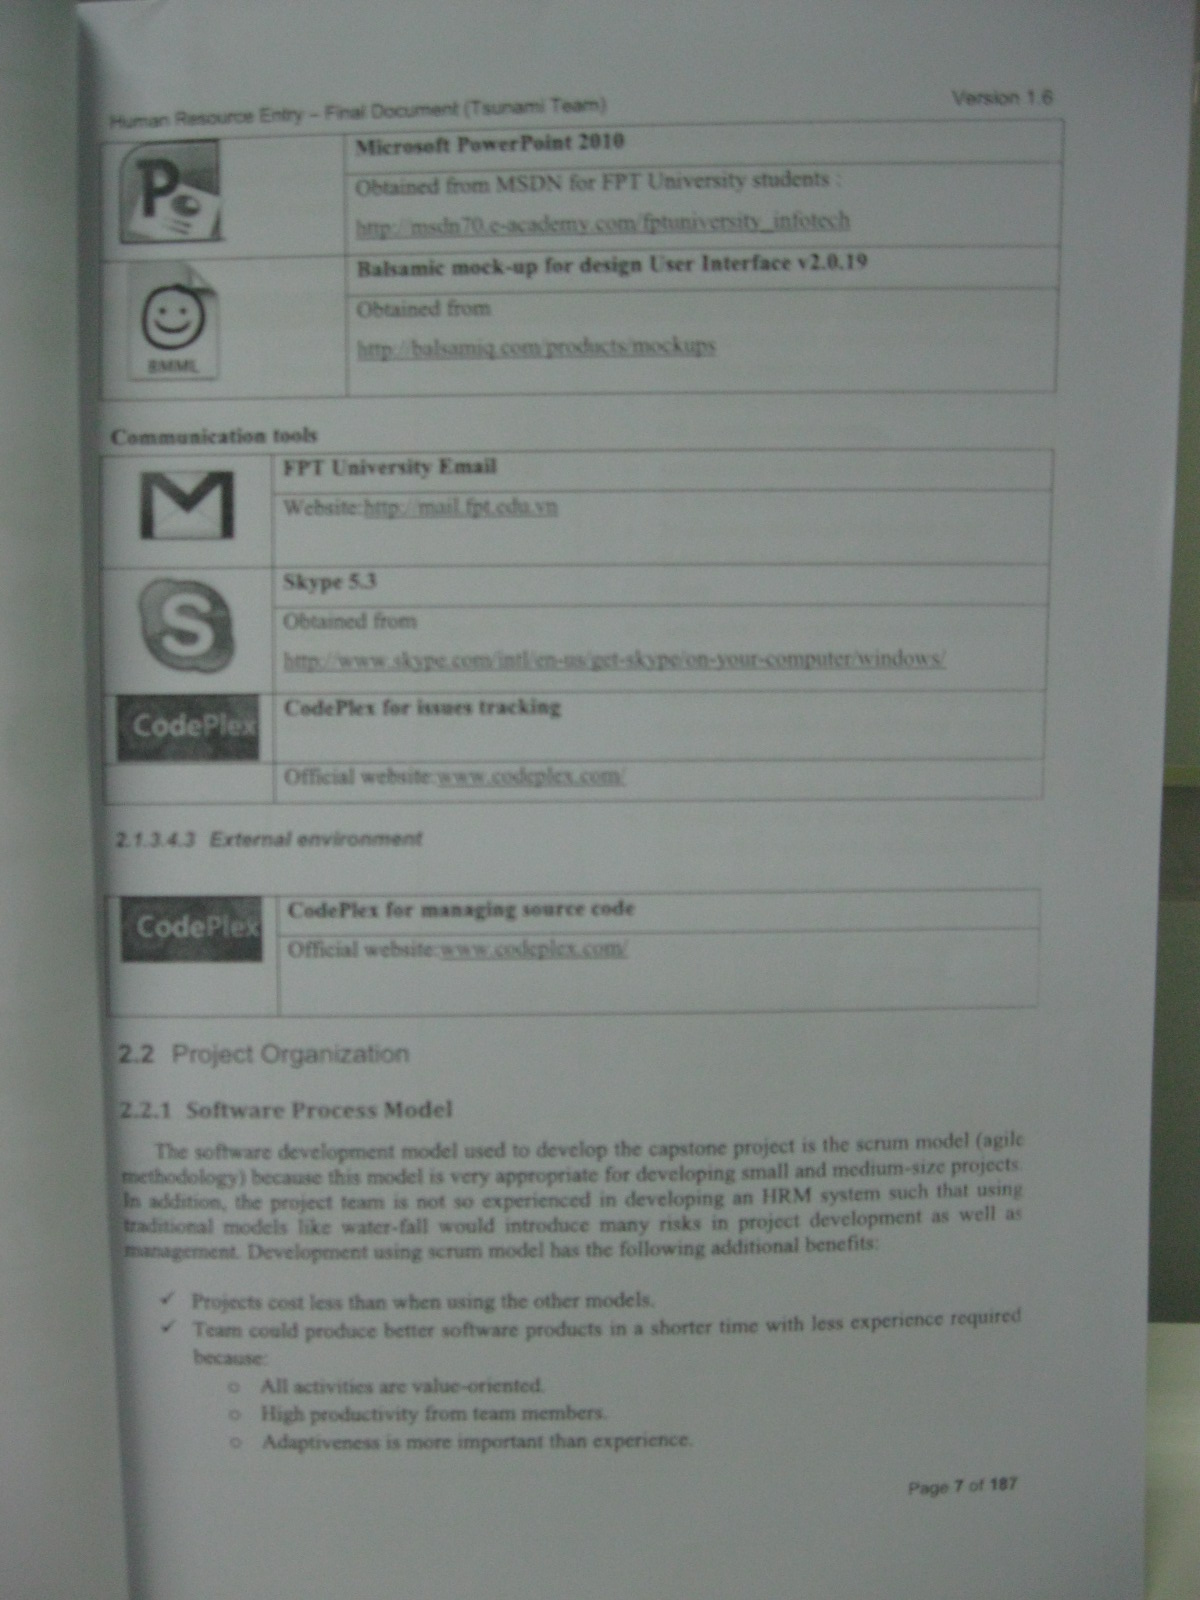 Human Resource Entry – Final Document (Tsunami Team) Version 1.6
Microsoft PowerPoint 2010
Obtained from MSDN for FPT University students :
http://msdn70.e-academy.com/fptuniversity_infotech
Balsamic mock-up for design User Interface v2.0.19
Obtained from
http://balsamiq.com/products/mockups
BMML
Communication tools
FPT University Email
Website:http://mail.fpt.edu.vn
Skype 5.3
Obtained from
http://www.skype.com/intl/en-us/get-skype/on-your-computer/windows/
CodePlex
CodePlex for issues tracking
Official website:www.codeplex.com/
2.1.3.4.3 External environment
CodePlex
CodePlex for managing source code
Official website:www.codeplex.com/
2.2 Project Organization
2.2.1 Software Process Model
The software development model used to develop the capstone project is the scrum model (agile
methodology) because this model is very appropriate for developing small and medium-size projects.
In addition, the project team is not so experienced in developing an HRM system such that using
traditional models like water-fall would introduce many risks in project development as well as
management. Development using scrum model has the following additional benefits:
✓ Projects cost less than when using the other models.
✓ Team could produce better software products in a shorter time with less experience required
because:
o All activities are value-oriented.
o High productivity from team members.
o Adaptiveness is more important than experience.
Page 7 of 187